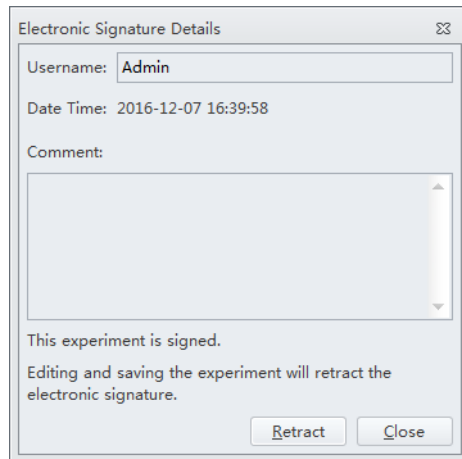 Electronic Signature Details
Username: Admin
Date Time: 2016-12-07 16:39:58
Comment:
This experiment is signed.
Editing and saving the experiment will retract the
electronic signature.
Retract Close